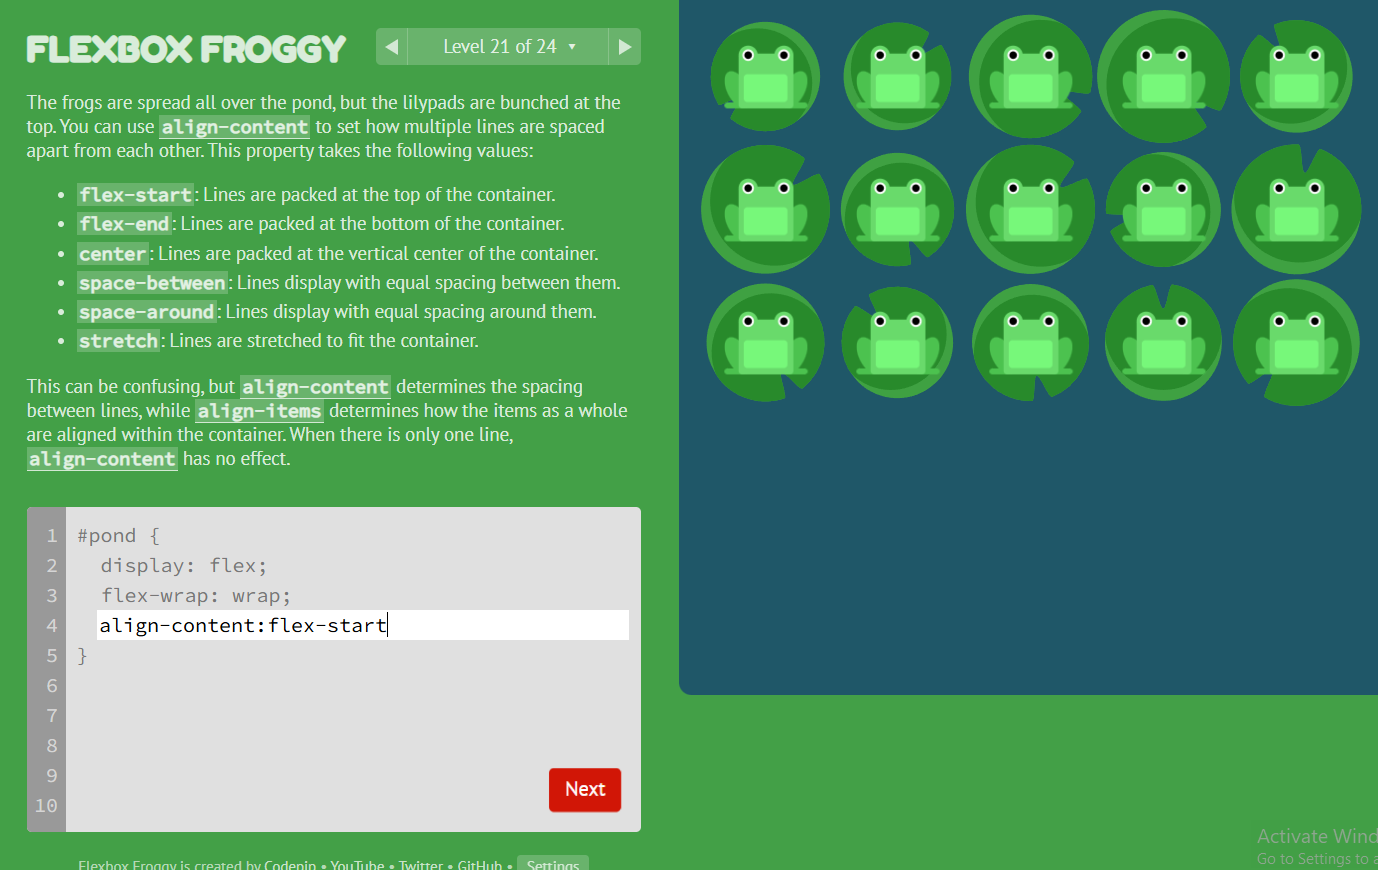 FLEXBOX FROGGY
Level 21 of 24
The frogs are spread all over the pond, but the lilypads are bunched at the
top. You can use align-content to set how multiple lines are spaced
apart from each other. This property takes the following values:
flex-start: Lines are packed at the top of the container.
flex-end: Lines are packed at the bottom of the container.
center: Lines are packed at the vertical center of the container.
space-between: Lines display with equal spacing between them.
space-around: Lines display with equal spacing around them.
stretch: Lines are stretched to fit the container.
This can be confusing, but align-content determines the spacing
between lines, while align-items determines how the items as a whole
are aligned within the container. When there is only one line,
align-content has no effect.
1 #pond {
2 display: flex;
3 flex-wrap: wrap;
4 align-content:flex-start
5 }
6
7
8
9
10
Next
Flexbox Froggy is created by Codepip • YouTube • Twitter • GitHub • Settings
Activate Wind
Go to Settings to a